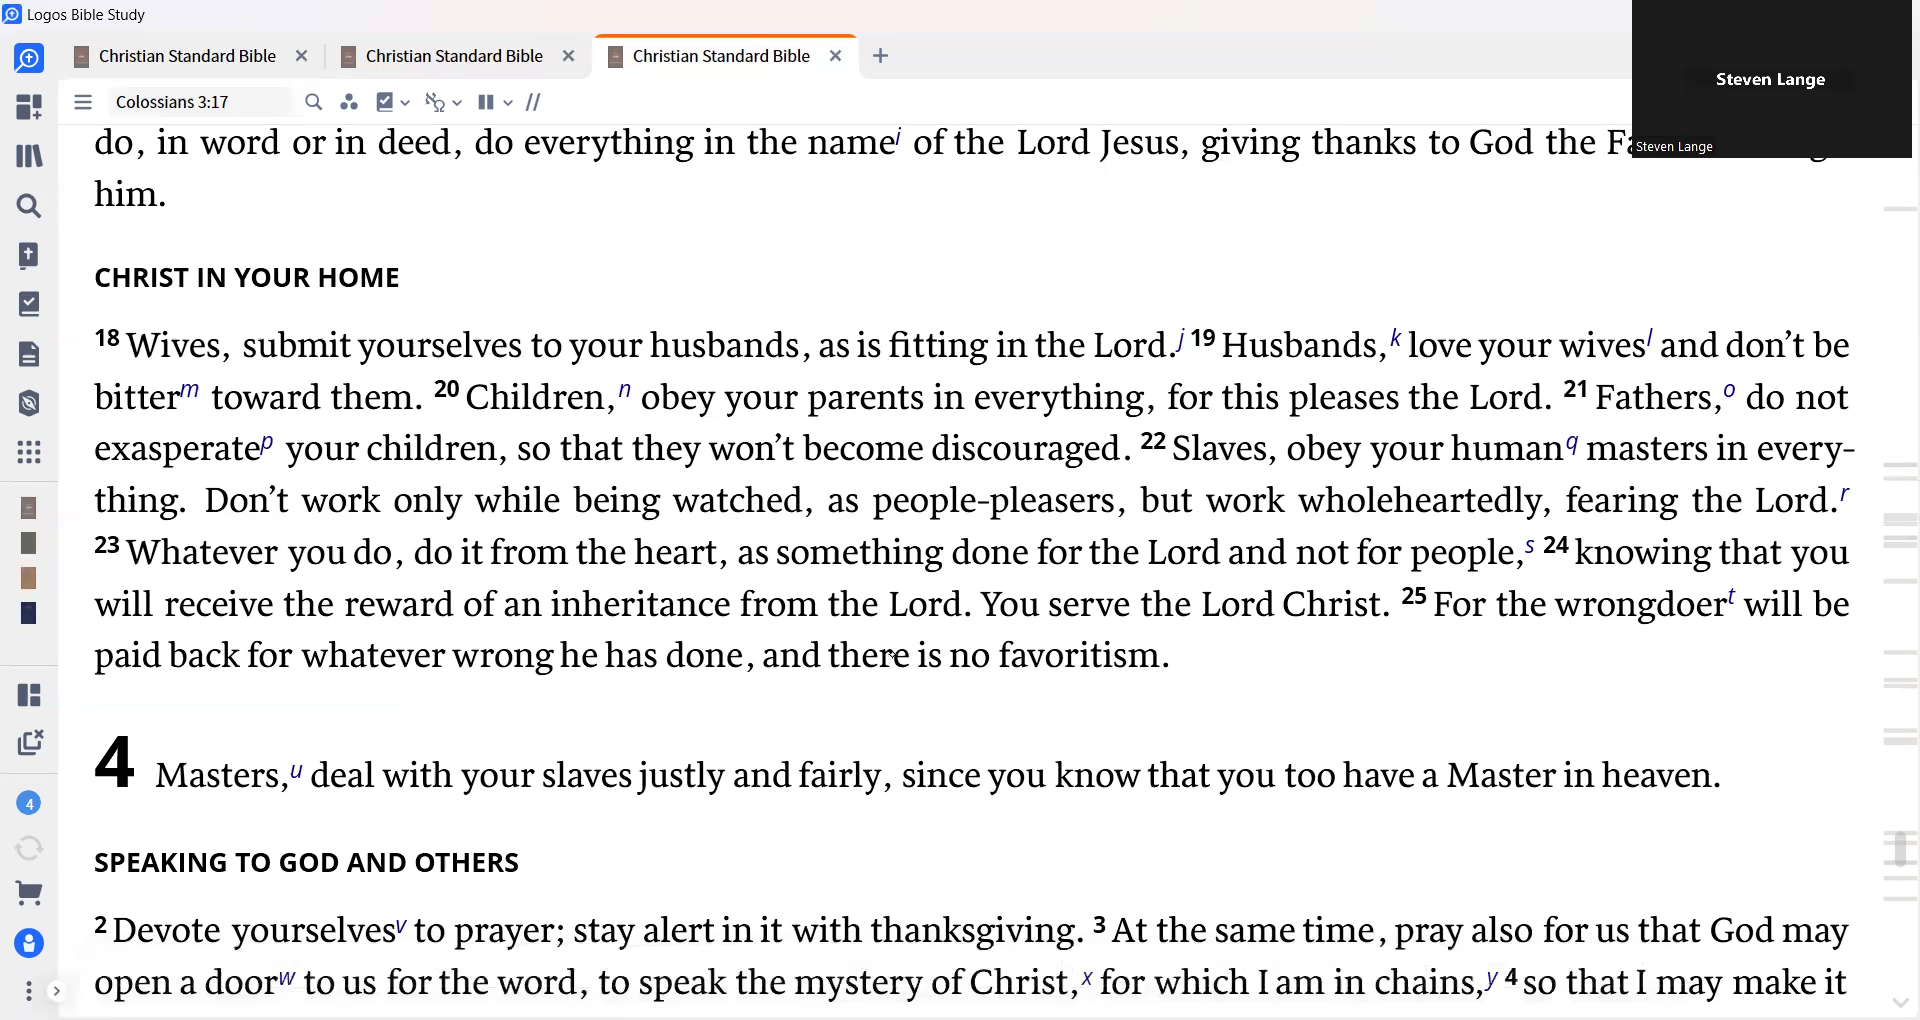 Logos Bible Study
Christian Standard Bible
Christian Standard Bible
Christian Standard Bible
Colossians 3:17
Steven Lange
Steven Lange
do, in word or in deed, do everything in the name i of the Lord Jesus, giving thanks to God the
him.
CHRIST IN YOUR HOME
18 Wives, submit yourselves to your husbands, as is fitting in the Lord. j 19 Husbands, k love your wives l and don’t be
bitter m toward them. 20 Children, n obey your parents in everything, for this pleases the Lord. 21 Fathers, o do not
exasperate p your children, so that they won’t become discouraged. 22 Slaves, obey your human q masters in every-
thing. Don’t work only while being watched, as people-pleasers, but work wholeheartedly, fearing the Lord. r
23 Whatever you do, do it from the heart, as something done for the Lord and not for people, s 24 knowing that you
will receive the reward of an inheritance from the Lord. You serve the Lord Christ. 25 For the wrongdoer t will be
paid back for whatever wrong he has done, and there is no favoritism.
4 Masters, u deal with your slaves justly and fairly, since you know that you too have a Master in heaven.
SPEAKING TO GOD AND OTHERS
2 Devote yourselves v to prayer; stay alert in it with thanksgiving. 3 At the same time, pray also for us that God may
open a door w to us for the word, to speak the mystery of Christ, x for which I am in chains, y 4 so that I may make it
4